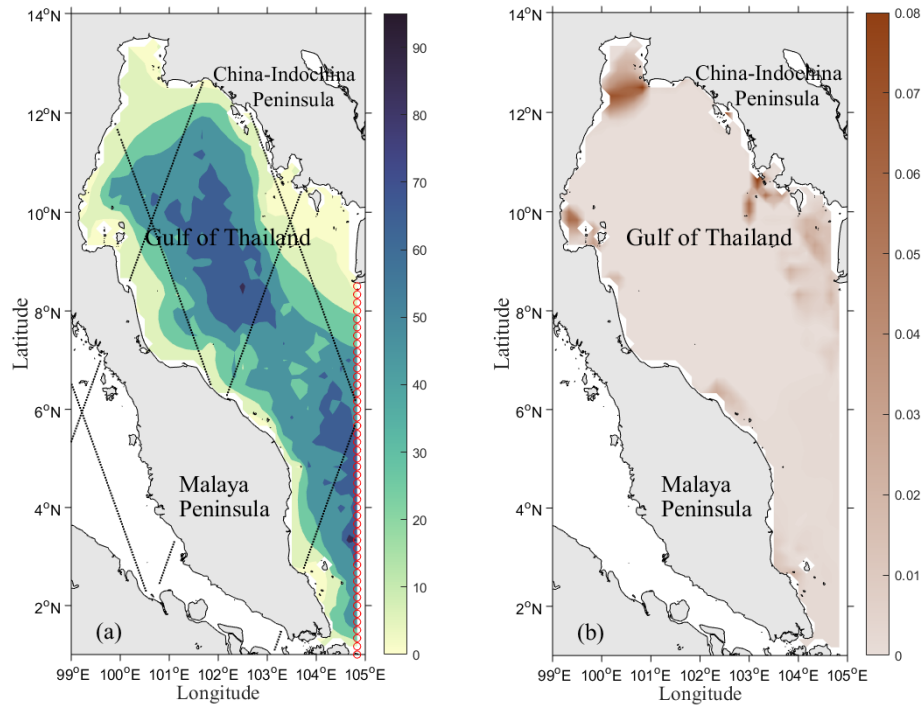 14°N
12°N
10°N
8°N
6°N
4°N
2°N
Latitude
China-Indochina
Peninsula
Gulf of Thailand
Malaya
Peninsula
(a)
99°E
100°E
101°E
102°E
103°E
104°E
105°E
Longitude
90
80
70
60
50
40
30
20
10
0
14°N
12°N
10°N
8°N
6°N
4°N
2°N
Latitude
China-Indochina
Peninsula
Gulf of Thailand
Malaya
Peninsula
(b)
99°E
100°E
101°E
102°E
103°E
104°E
105°E
Longitude
0.08
0.07
0.06
0.05
0.04
0.03
0.02
0.01
0